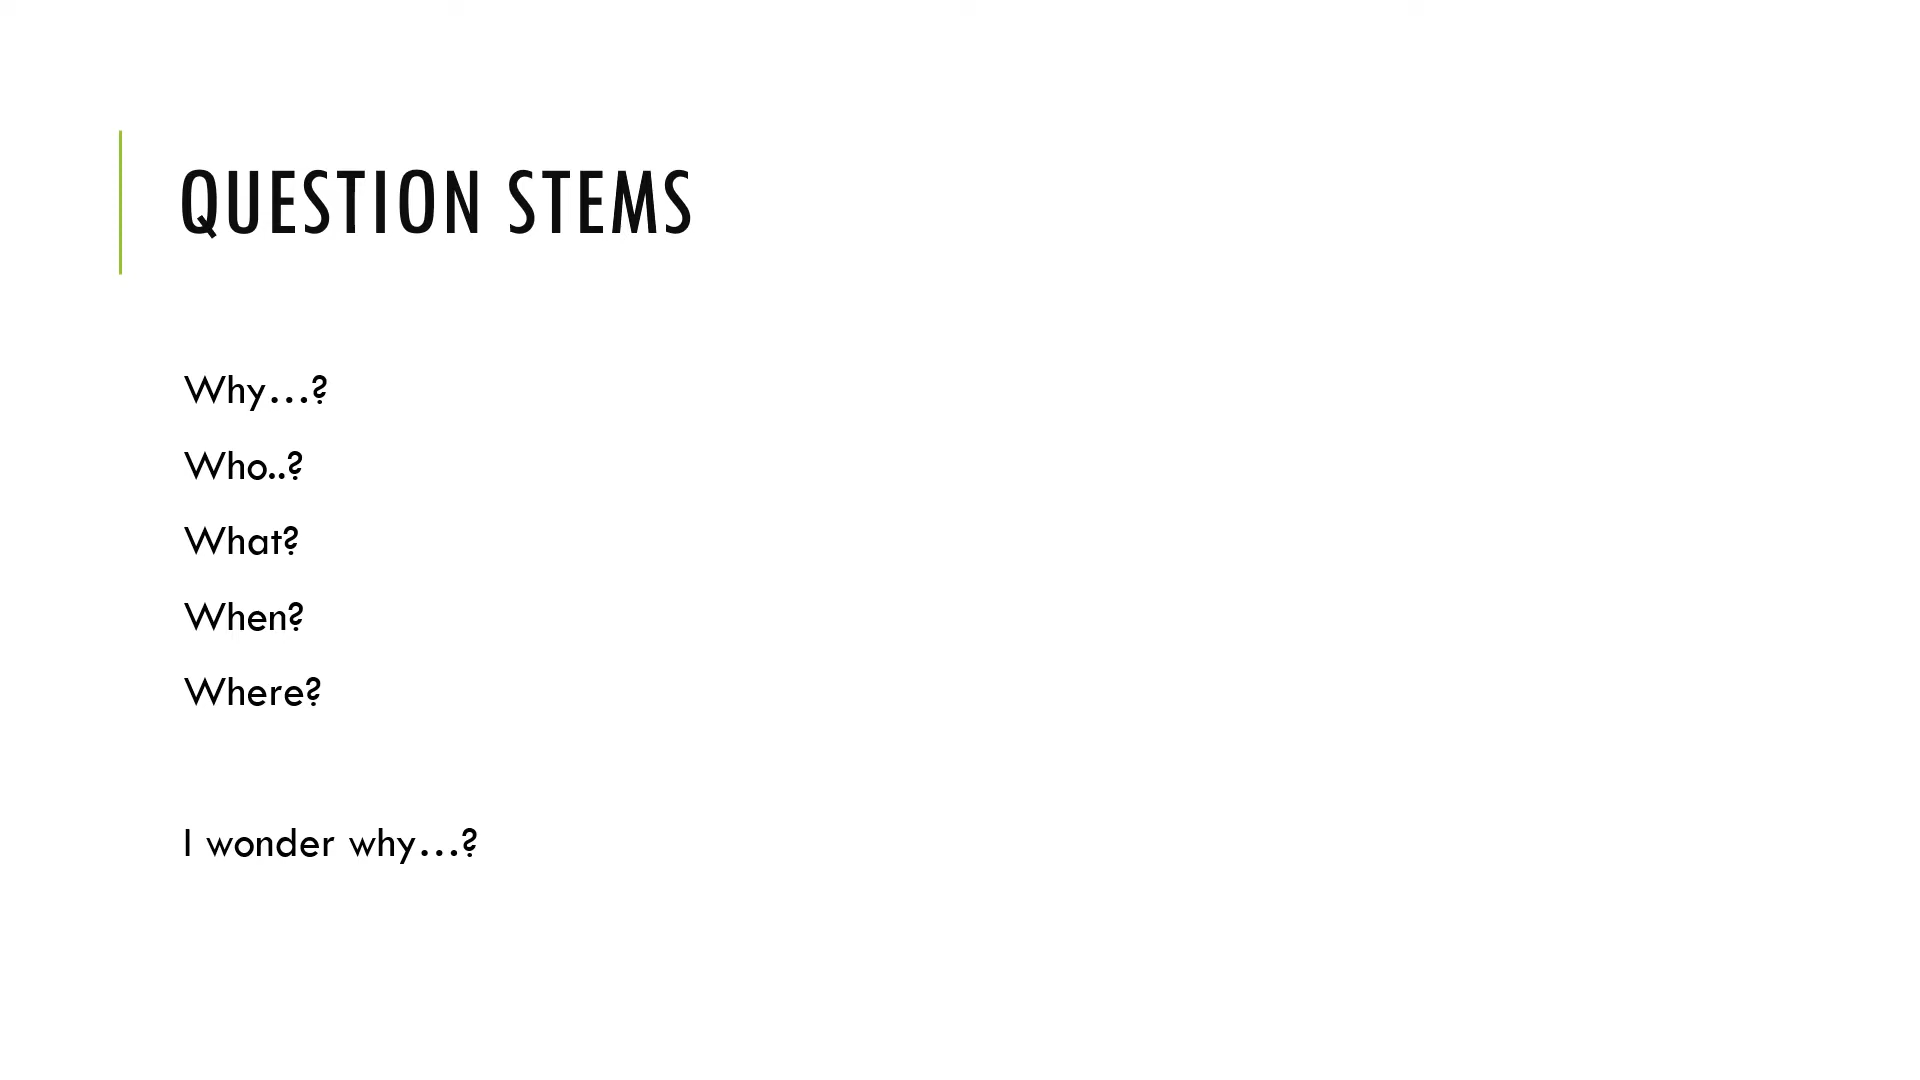 QUESTION STEMS
Why…?
Who..?
What?
When?
Where?
I wonder why…?